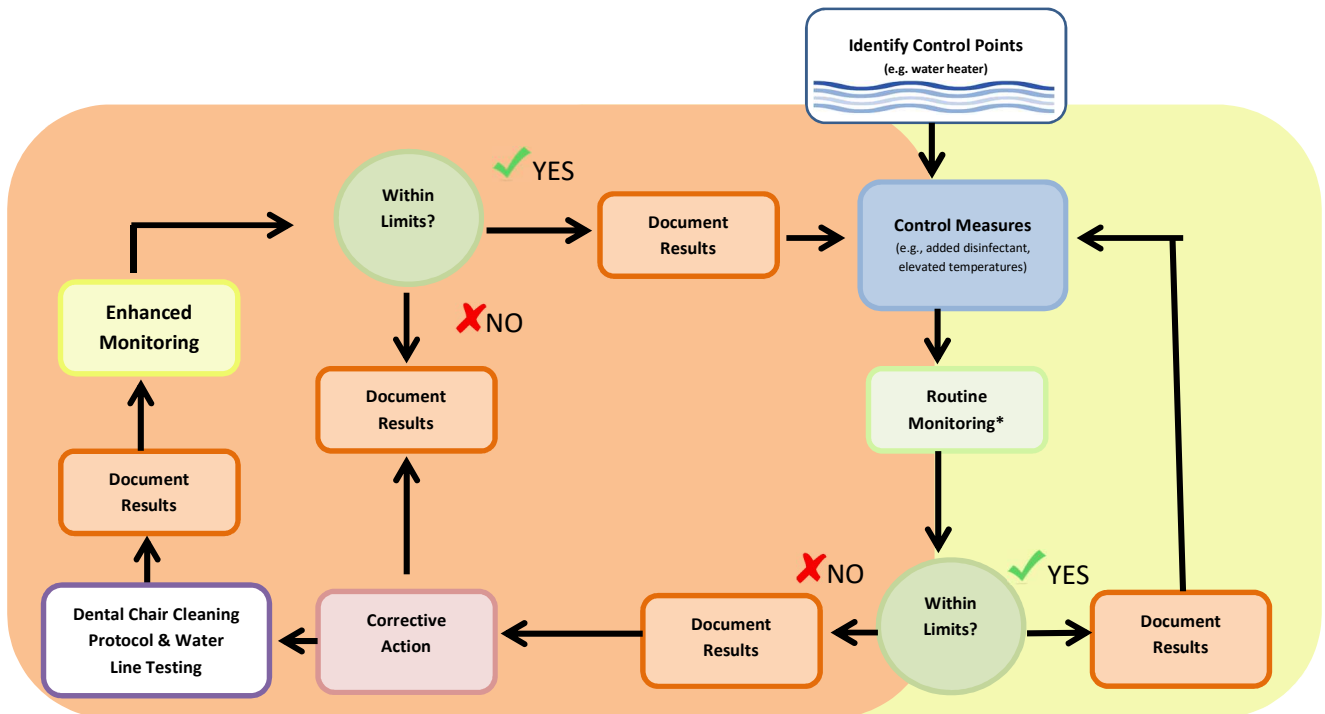 Identify Control Points
(e.g. water heater)
YES
Within
Limits?
Document
Results
Control Measures
(e.g., added disinfectant,
elevated temperatures)
NO
Enhanced
Monitoring
Document
Results
Routine
Monitoring*
Document
Results
NO
YES
Dental Chair Cleaning
Protocol & Water
Line Testing
Corrective
Action
Document
Results
Within
Limits?
Document
Results